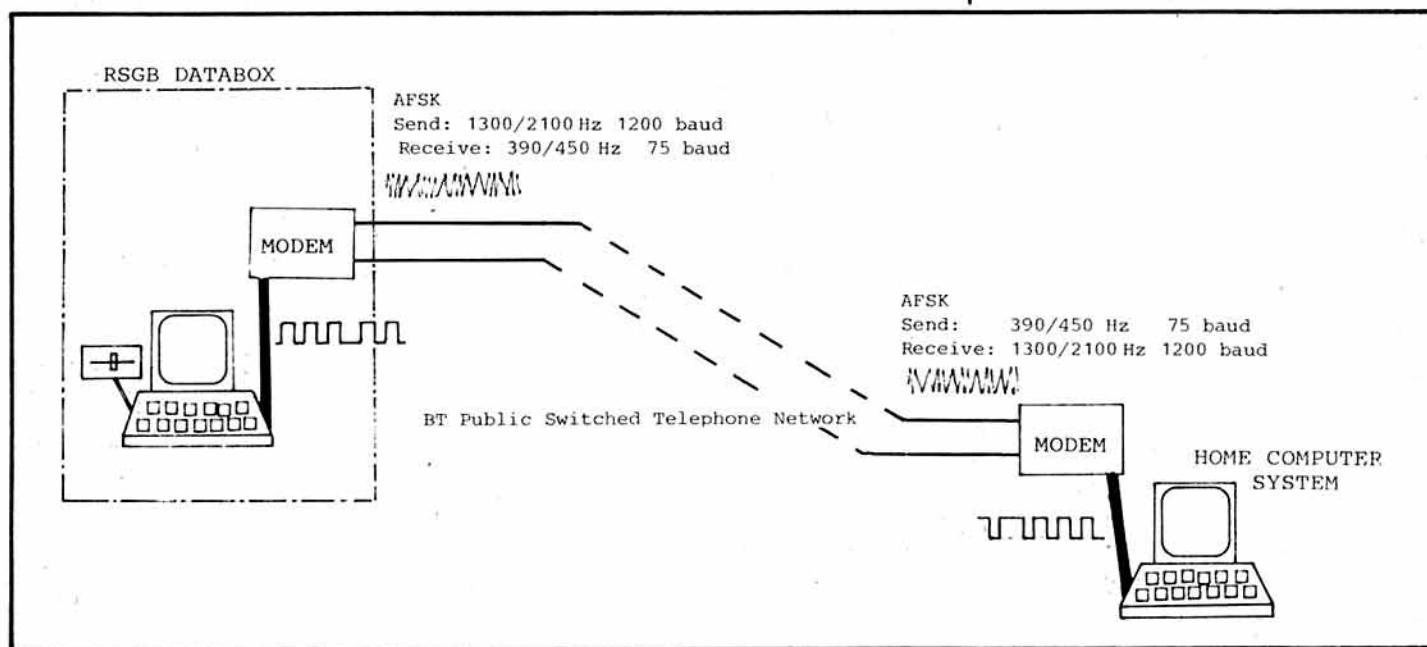 RSGB DATABOX
AFSK
Send: 1300/2100 Hz 1200 baud
Receive: 390/450 Hz 75 baud
MODEM
AFSK
Send: 390/450 Hz 75 baud
Receive: 1300/2100 Hz 1200 baud
BT Public Switched Telephone Network
MODEM
HOME COMPUTER
SYSTEM